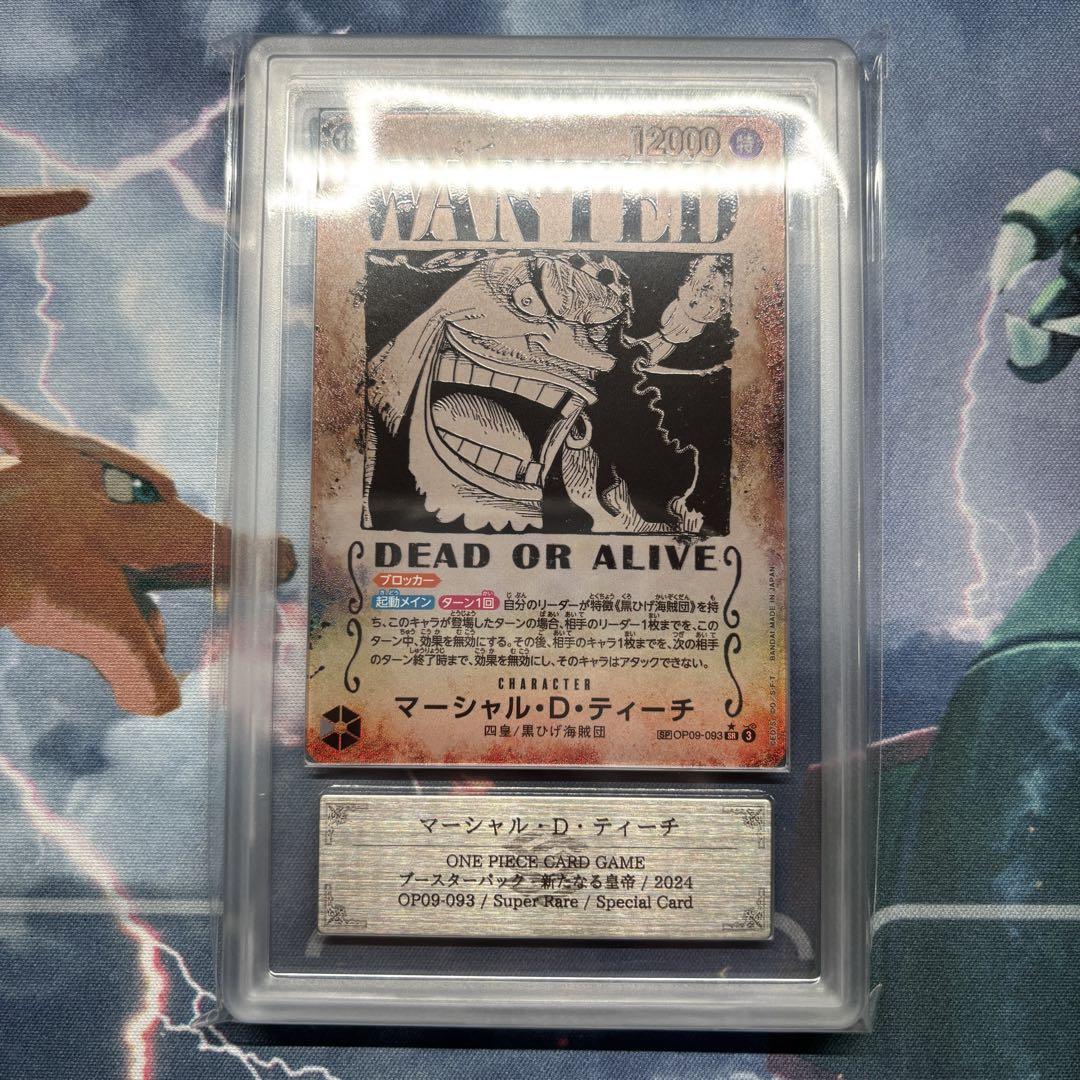 12000 特
WANTED
DEAD OR ALIVE
ブロッカー
起動メイン ターン1回 自分のリーダーが特徴《黒ひげ海賊団》を持
ち、このキャラが登場したターンの場合、相手のリーダー1枚までを、この
ターン中、効果を無効にする。その後、相手のキャラ1枚までを、次の相手
のターン終了時まで、効果を無効にし、そのキャラはアタックできない。
CHARACTER
マーシャル・D・ティーチ
四皇/黒ひげ海賊団
SP OP09-093 SR 3
BANDAI MADE IN JAPAN
マーシャル・D・ティーチ
ONE PIECE CARD GAME
ブースターパック - 新たなる皇帝 / 2024
OP09-093 / Super Rare / Special Card